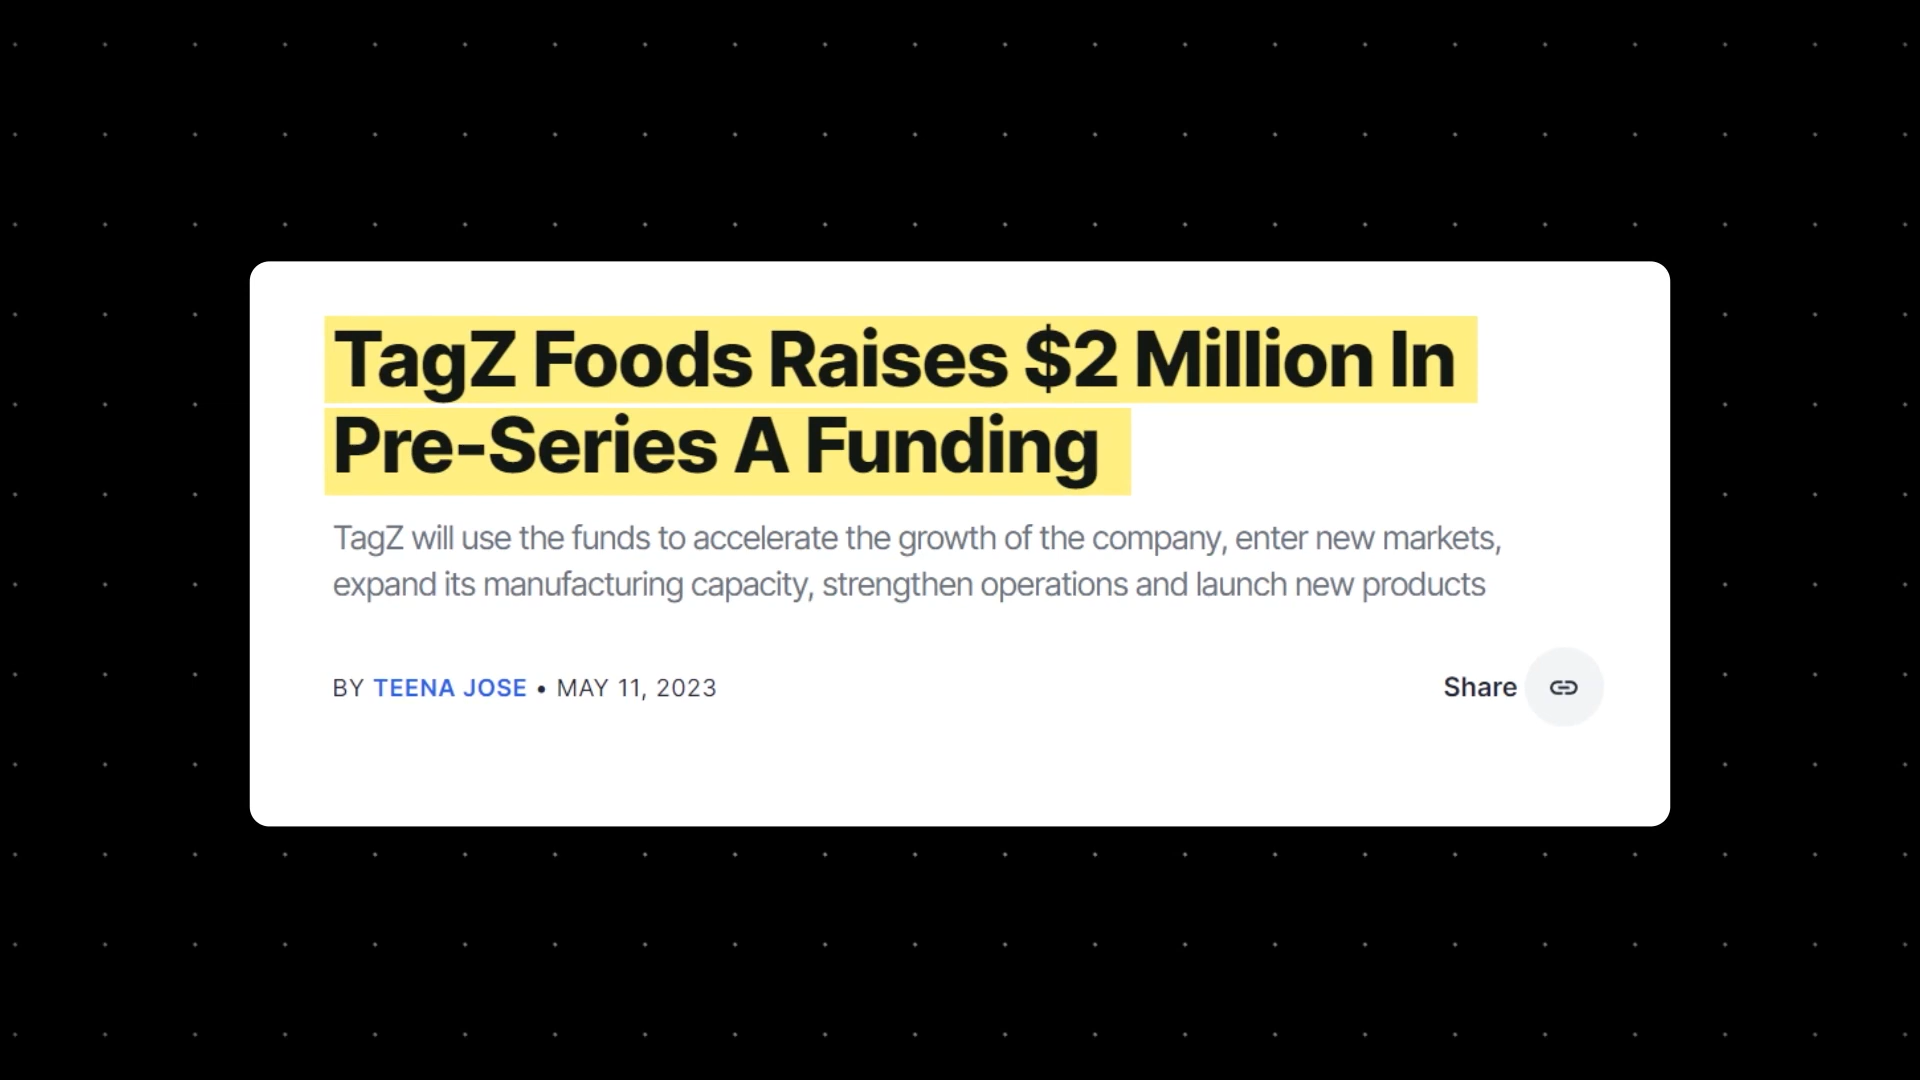 TagZ Foods Raises $2 Million In
Pre-Series A Funding
TagZ will use the funds to accelerate the growth of the company, enter new markets,
expand its manufacturing capacity, strengthen operations and launch new products
BY TEENA JOSE • MAY 11, 2023
Share